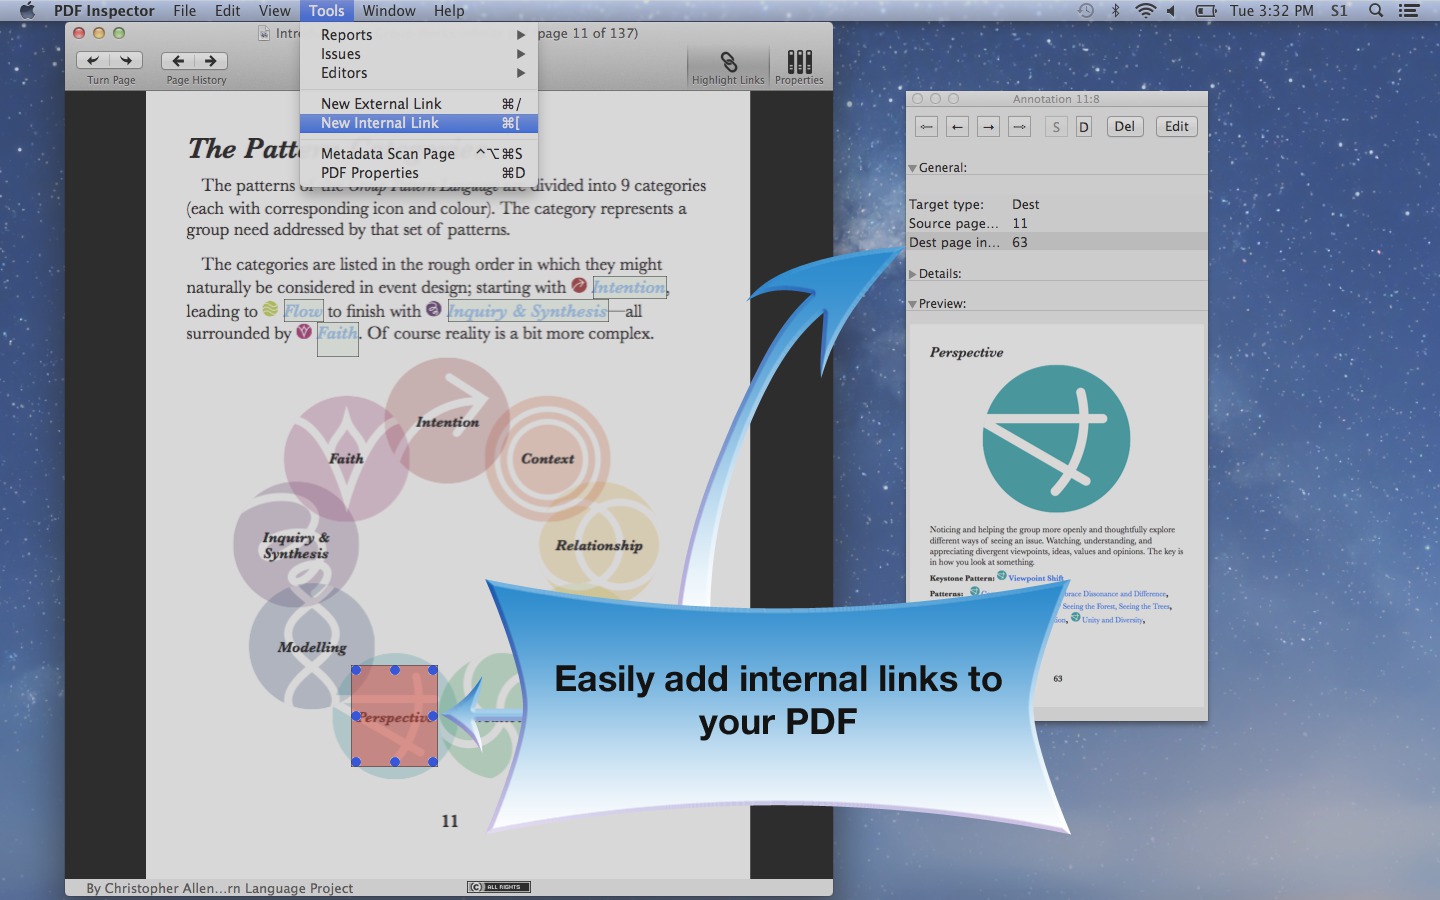 PDF Inspector File Edit View Tools Window Help Tue 3:32 PM S1
Intro page 11 of 137)
Turn Page Page History Highlight Links Properties
Reports
Issues
Editors
New External Link ⌘/
New Internal Link ⌘[
Metadata Scan Page ^⌥⌘S
PDF Properties ⌘D
The Patte
The patterns of the Group Pattern Language are divided into 9 categories
(each with corresponding icon and colour). The category represents a
group need addressed by that set of patterns.
The categories are listed in the rough order in which they might
naturally be considered in event design; starting with Intention,
leading to Flow to finish with Inquiry & Synthesis—all
surrounded by Faith. Of course reality is a bit more complex.
Intention
Faith
Context
Inquiry &
Synthesis
Relationship
Modelling
Perspective
11
By Christopher Allen...rn Language Project
ALL RIGHTS
Annotation 11:8
S D Del Edit
General:
Target type: Dest
Source page... 11
Dest page in... 63
Details:
Preview:
Perspective
Noticing and helping the group more openly and thoughtfully explore
different ways of seeing an issue. Watching, understanding, and
appreciating divergent viewpoints, ideas, values and opinions. The key is
in how you look at something.
Keystone Pattern: Viewpoint Shift
Patterns: brace Dissonance and Difference,
Seeing the Forest, Seeing the Trees,
Unity and Diversity,
63
Easily add internal links to
your PDF